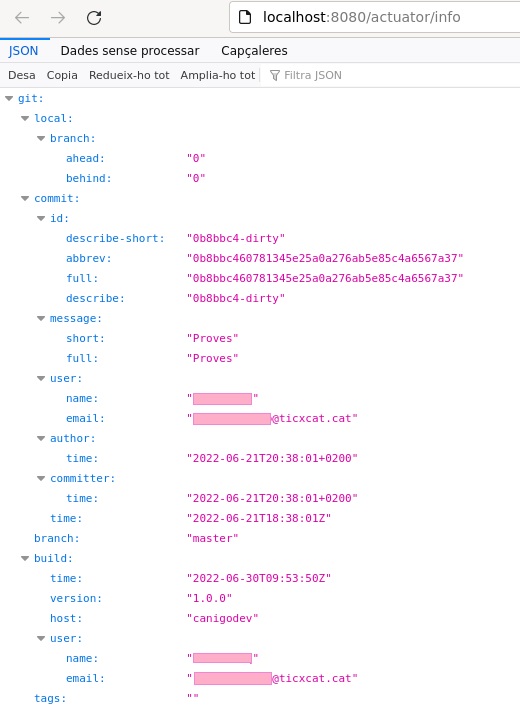 localhost:8080/actuator/info
JSON Dades sense processar Capçaleres
Desa Copia Redueix-ho tot Amplia-ho tot Filtra JSON
git:
local:
branch:
ahead: "0"
behind: "0"
commit:
id:
describe-short: "0b8bbc4-dirty"
abbrev: "0b8bbc460781345e25a0a276ab5e85c4a6567a37"
full: "0b8bbc460781345e25a0a276ab5e85c4a6567a37"
describe: "0b8bbc4-dirty"
message:
short: "Proves"
full: "Proves"
user:
name: " "
email: " @ticxcat.cat"
author:
time: "2022-06-21T20:38:01+0200"
committer:
time: "2022-06-21T20:38:01+0200"
time: "2022-06-21T18:38:01Z"
branch: "master"
build:
time: "2022-06-30T09:53:50Z"
version: "1.0.0"
host: "canigodev"
user:
name: " "
email: " @ticxcat.cat"
tags: ""